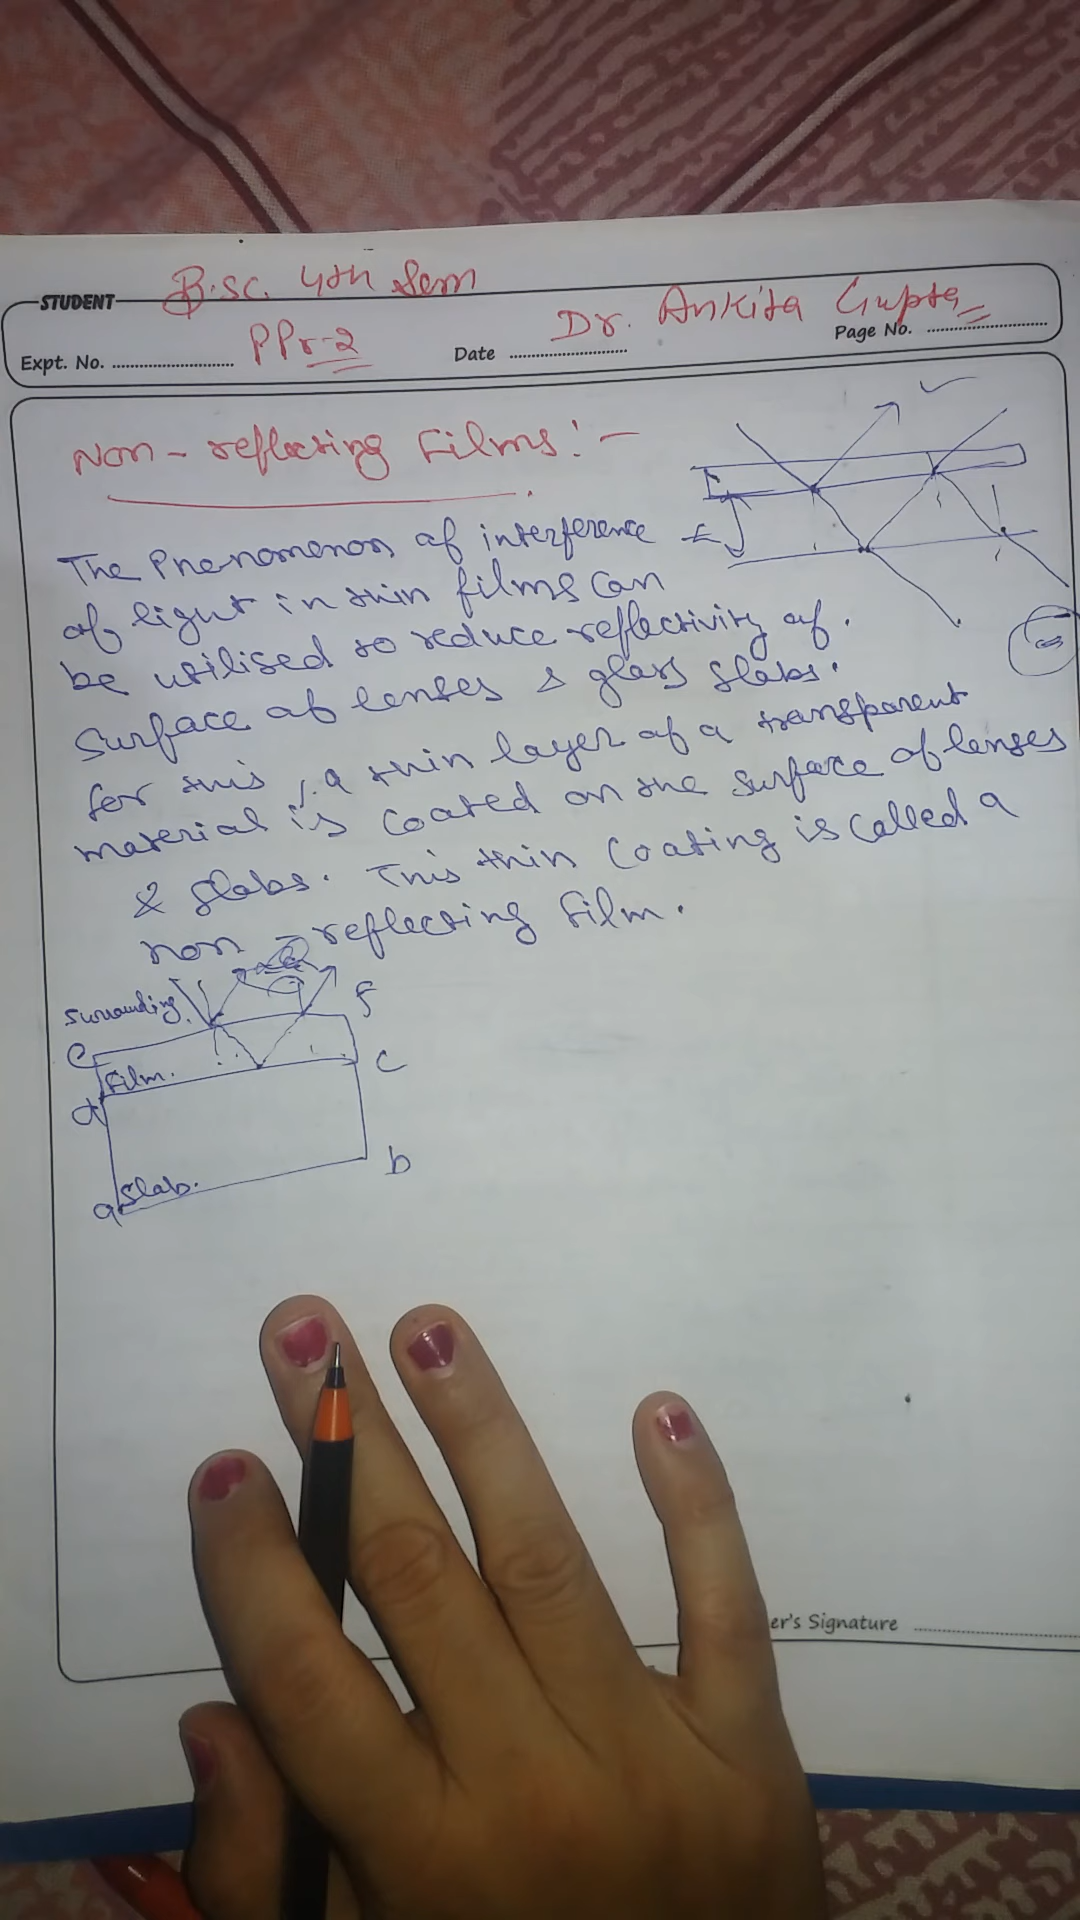 B.Sc. 4th Sem
STUDENT
Dr. Ankita Gupta
Expt. No. PPr-2 Date Page No.
Non-reflecting Films:-
The Phenomenon of interference
t
of light in thin films can
be utilised to reduce reflectivity of.
Surface of lenses & glass slabs.
for this, a thin layer of a transparent
material is coated on the surface of lenses
& slabs. This thin coating is called a
non-reflecting film.
Surrounding
f
e
film.
c
d
b
Slab.
a
er's Signature